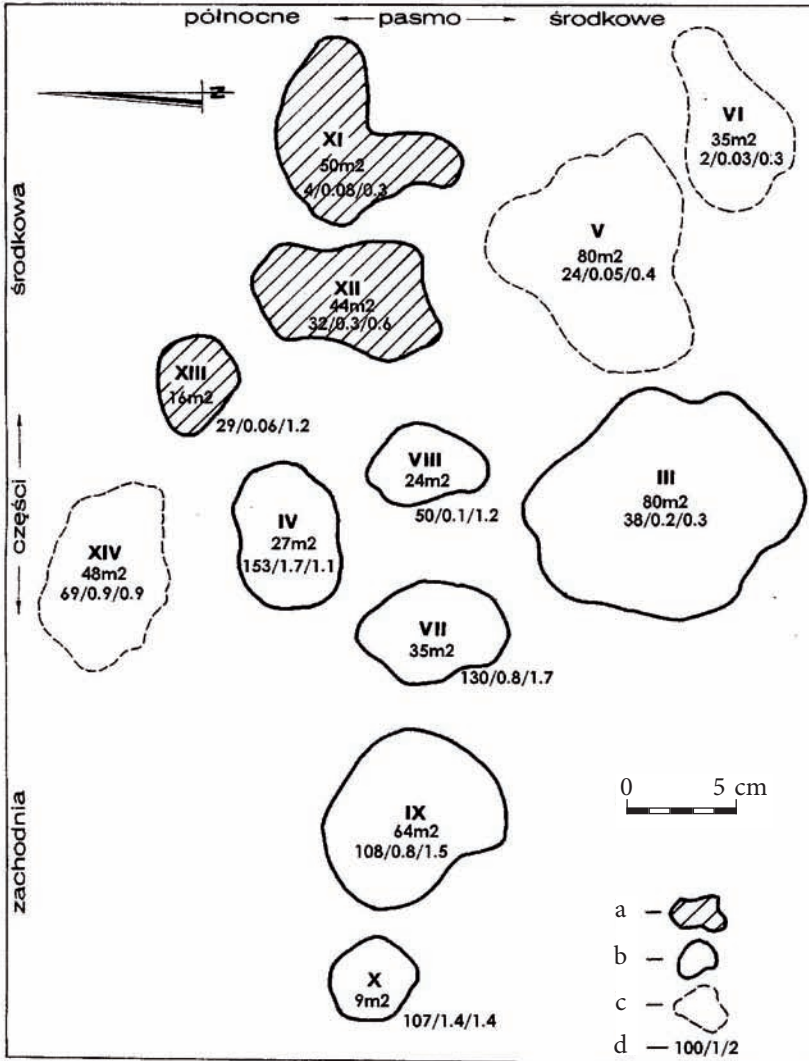 północne ← pasmo → środkowe
N
środkowa
← części →
zachodnia
XI
50m2
4/0.08/0.3
VI
35m2
2/0.03/0.3
V
80m2
24/0.05/0.4
XII
44m2
32/0.3/0.6
XIII
16m2
29/0.06/1.2
VIII
24m2
50/0.1/1.2
III
80m2
38/0.2/0.3
IV
27m2
153/1.7/1.1
XIV
48m2
69/0.9/0.9
VII
35m2
130/0.8/1.7
IX
64m2
108/0.8/1.5
X
9m2
107/1.4/1.4
0 5 cm
a —
b —
c —
d — 100/1/2